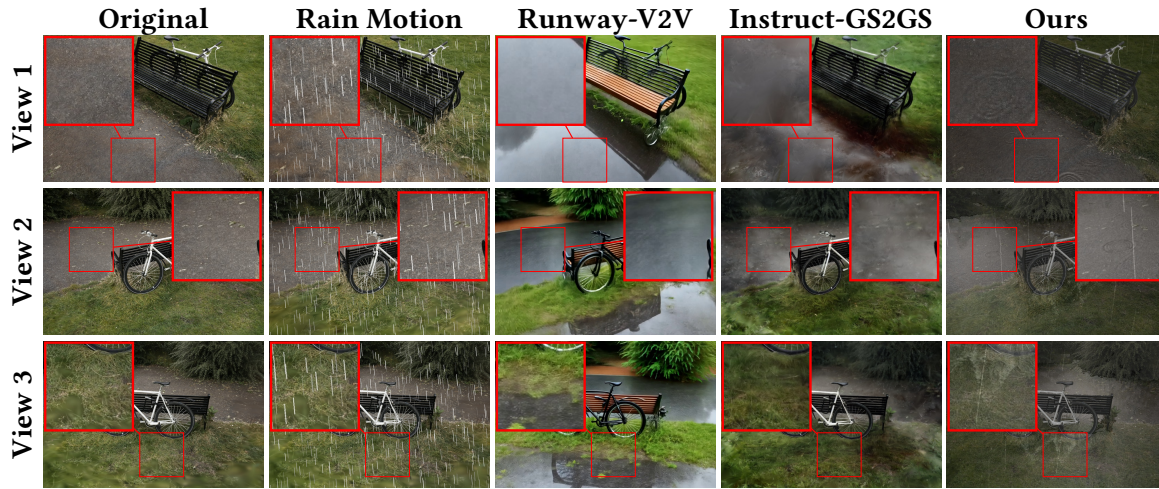 Original Rain Motion Runway-V2V Instruct-GS2GS Ours
View 1
View 2
View 3